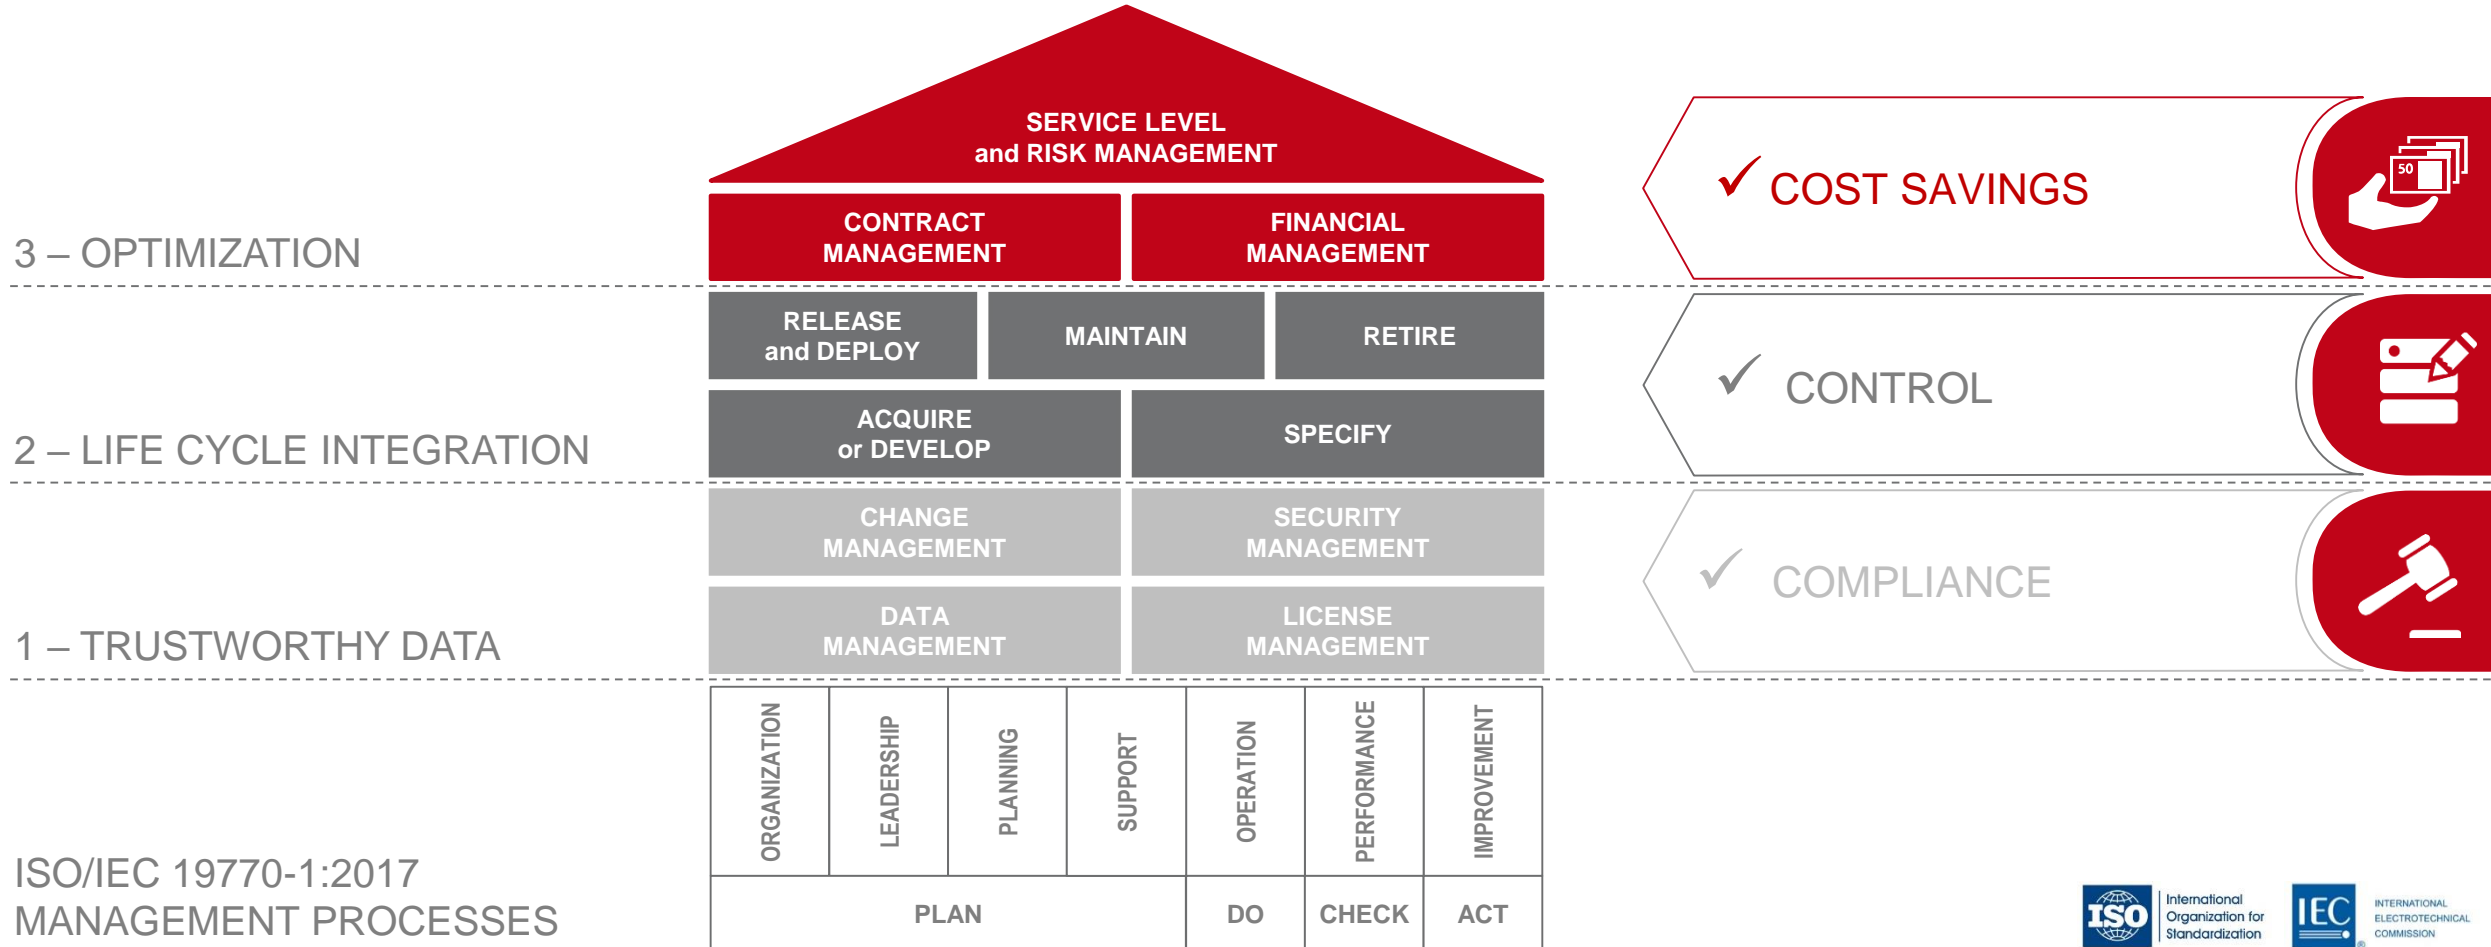 SERVICE LEVEL
and RISK MANAGEMENT
3 – OPTIMIZATION
CONTRACT
MANAGEMENT
FINANCIAL
MANAGEMENT
COST SAVINGS
50
RELEASE
and DEPLOY
MAINTAIN
RETIRE
2 – LIFE CYCLE INTEGRATION
ACQUIRE
or DEVELOP
SPECIFY
CONTROL
CHANGE
MANAGEMENT
SECURITY
MANAGEMENT
1 – TRUSTWORTHY DATA
DATA
MANAGEMENT
LICENSE
MANAGEMENT
COMPLIANCE
ORGANIZATION
LEADERSHIP
PLANNING
SUPPORT
OPERATION
PERFORMANCE
IMPROVEMENT
ISO/IEC 19770-1:2017
MANAGEMENT PROCESSES
PLAN
DO
CHECK
ACT
ISO
International
Organization for
Standardization
IEC
®
INTERNATIONAL
ELECTROTECHNICAL
COMMISSION